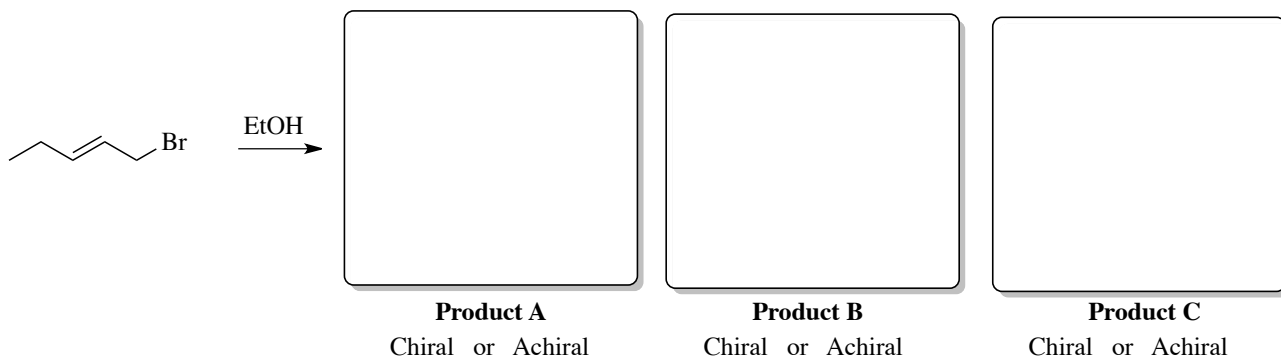 EtOH
Br
Product A
Product B
Product C
Chiral or Achiral
Chiral or Achiral
Chiral or Achiral